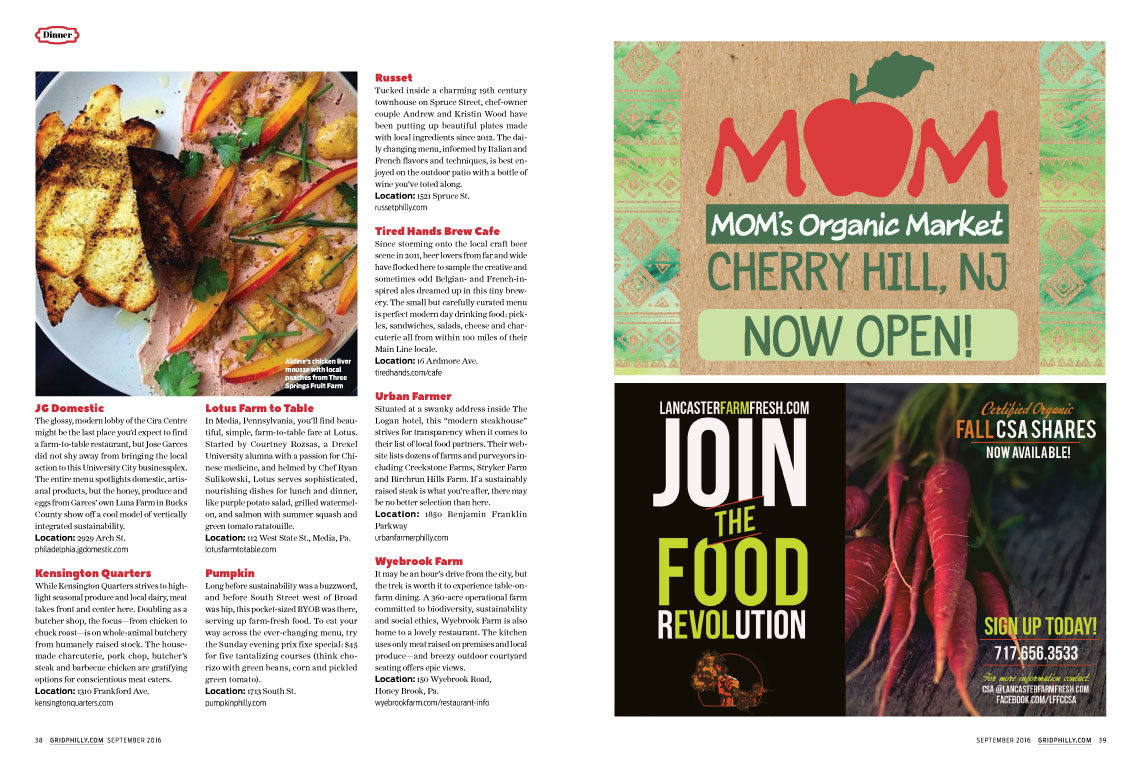 Dinner
Aldine's chicken liver
mousse with local
peaches from Three
Springs Fruit Farm
JG Domestic
The glossy, modern lobby of the Cira Centre
might be the last place you'd expect to find
a farm-to-table restaurant, but Jose Garces
did not shy away from bringing the local
action to this University City businessplex.
The entire menu spotlights domestic, artis-
anal products, but the honey, produce and
eggs from Garces' own Luna Farm in Bucks
County show off a cool model of vertically
integrated sustainability.
Location: 2929 Arch St.
philadelphia.jgdomestic.com
Kensington Quarters
While Kensington Quarters strives to high-
light seasonal produce and local dairy, meat
takes front and center here. Doubling as a
butcher shop, the focus—from chicken to
chuck roast—is on whole-animal butchery
from humanely raised stock. The house-
made charcuterie, pork chop, butcher's
steak and barbecue chicken are gratifying
options for conscientious meat eaters.
Location: 1310 Frankford Ave.
kensingtonquarters.com
Lotus Farm to Table
In Media, Pennsylvania, you'll find beau-
tiful, simple, farm-to-table fare at Lotus.
Started by Courtney Rozsas, a Drexel
University alumna with a passion for Chi-
nese medicine, and helmed by Chef Ryan
Sulikowski, Lotus serves sophisticated,
nourishing dishes for lunch and dinner,
like purple potato salad, grilled watermel-
on, and salmon with summer squash and
green tomato ratatouille.
Location: 112 West State St., Media, Pa.
lotusfarmtotable.com
Pumpkin
Long before sustainability was a buzzword,
and before South Street west of Broad
was hip, this pocket-sized BYOB was there,
serving up farm-fresh food. To eat your
way across the ever-changing menu, try
the Sunday evening prix fixe special: $45
for five tantalizing courses (think cho-
rizo with green beans, corn and pickled
green tomato).
Location: 1713 South St.
pumpkinphilly.com
Russet
Tucked inside a charming 19th century
townhouse on Spruce Street, chef-owner
couple Andrew and Kristin Wood have
been putting up beautiful plates made
with local ingredients since 2012. The dai-
ly changing menu, informed by Italian and
French flavors and techniques, is best en-
joyed on the outdoor patio with a bottle of
wine you've toted along.
Location: 1521 Spruce St.
russetphilly.com
Tired Hands Brew Cafe
Since storming onto the local craft beer
scene in 2011, beer lovers from far and wide
have flocked here to sample the creative and
sometimes odd Belgian- and French-in-
spired ales dreamed up in this tiny brew-
ery. The small but carefully curated menu
is perfect modern day drinking food: pick-
les, sandwiches, salads, cheese and char-
cuterie all from within 100 miles of their
Main Line locale.
Location: 16 Ardmore Ave.
tiredhands.com/cafe
Urban Farmer
Situated at a swanky address inside The
Logan hotel, this "modern steakhouse"
strives for transparency when it comes to
their list of local food partners. Their web-
site lists dozens of farms and purveyors in-
cluding Creekstone Farms, Stryker Farm
and Birchrun Hills Farm. If a sustainably
raised steak is what you're after, there may
be no better selection than here.
Location: 1850 Benjamin Franklin
Parkway
urbanfarmerphilly.com
Wyebrook Farm
It may be an hour's drive from the city, but
the trek is worth it to experience table-on-
farm dining. A 360-acre operational farm
committed to biodiversity, sustainability
and social ethics, Wyebrook Farm is also
home to a lovely restaurant. The kitchen
uses only meat raised on premises and local
produce—and breezy outdoor courtyard
seating offers epic views.
Location: 150 Wyebrook Road,
Honey Brook, Pa.
wyebrookfarm.com/restaurant-info
38 GRIDPHILLY.COM SEPTEMBER 2016
MOM
MOM's Organic Market
CHERRY HILL, NJ
NOW OPEN!
LANCASTERFARMFRESH.COM
JOIN
THE
FOOD
REVOLUTION
Certified Organic
FALL CSA SHARES
NOW AVAILABLE!
SIGN UP TODAY!
717.656.3533
For more information contact:
CSA @LANCASTERFARMFRESH.COM
FACEBOOK.COM/LFFCCSA
SEPTEMBER 2016 GRIDPHILLY.COM 39